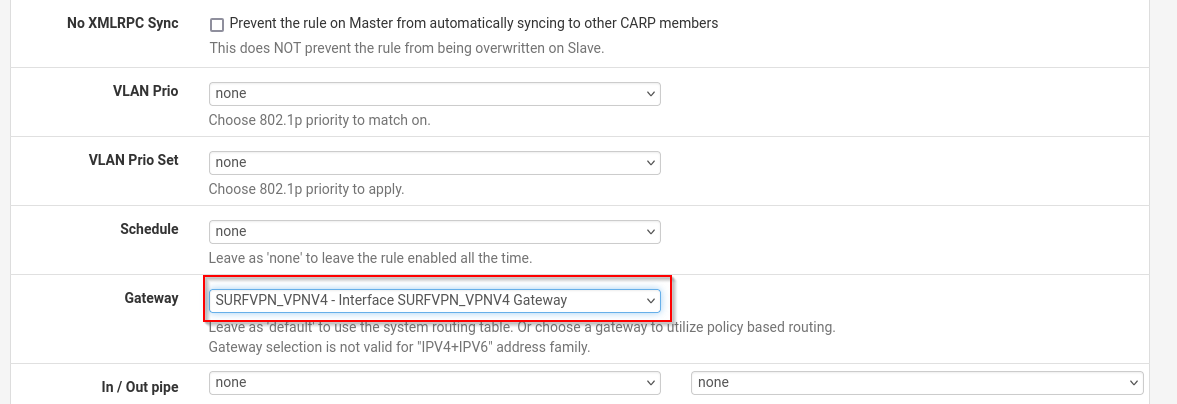 No XMLRPC Sync
Prevent the rule on Master from automatically syncing to other CARP members
This does NOT prevent the rule from being overwritten on Slave.
VLAN Prio
none
Choose 802.1p priority to match on.
VLAN Prio Set
none
Choose 802.1p priority to apply.
Schedule
none
Leave as 'none' to leave the rule enabled all the time.
Gateway
SURFVPN_VPNV4 - Interface SURFVPN_VPNV4 Gateway
Leave as 'default' to use the system routing table. Or choose a gateway to utilize policy based routing.
Gateway selection is not valid for "IPV4+IPV6" address family.
In / Out pipe
none
none